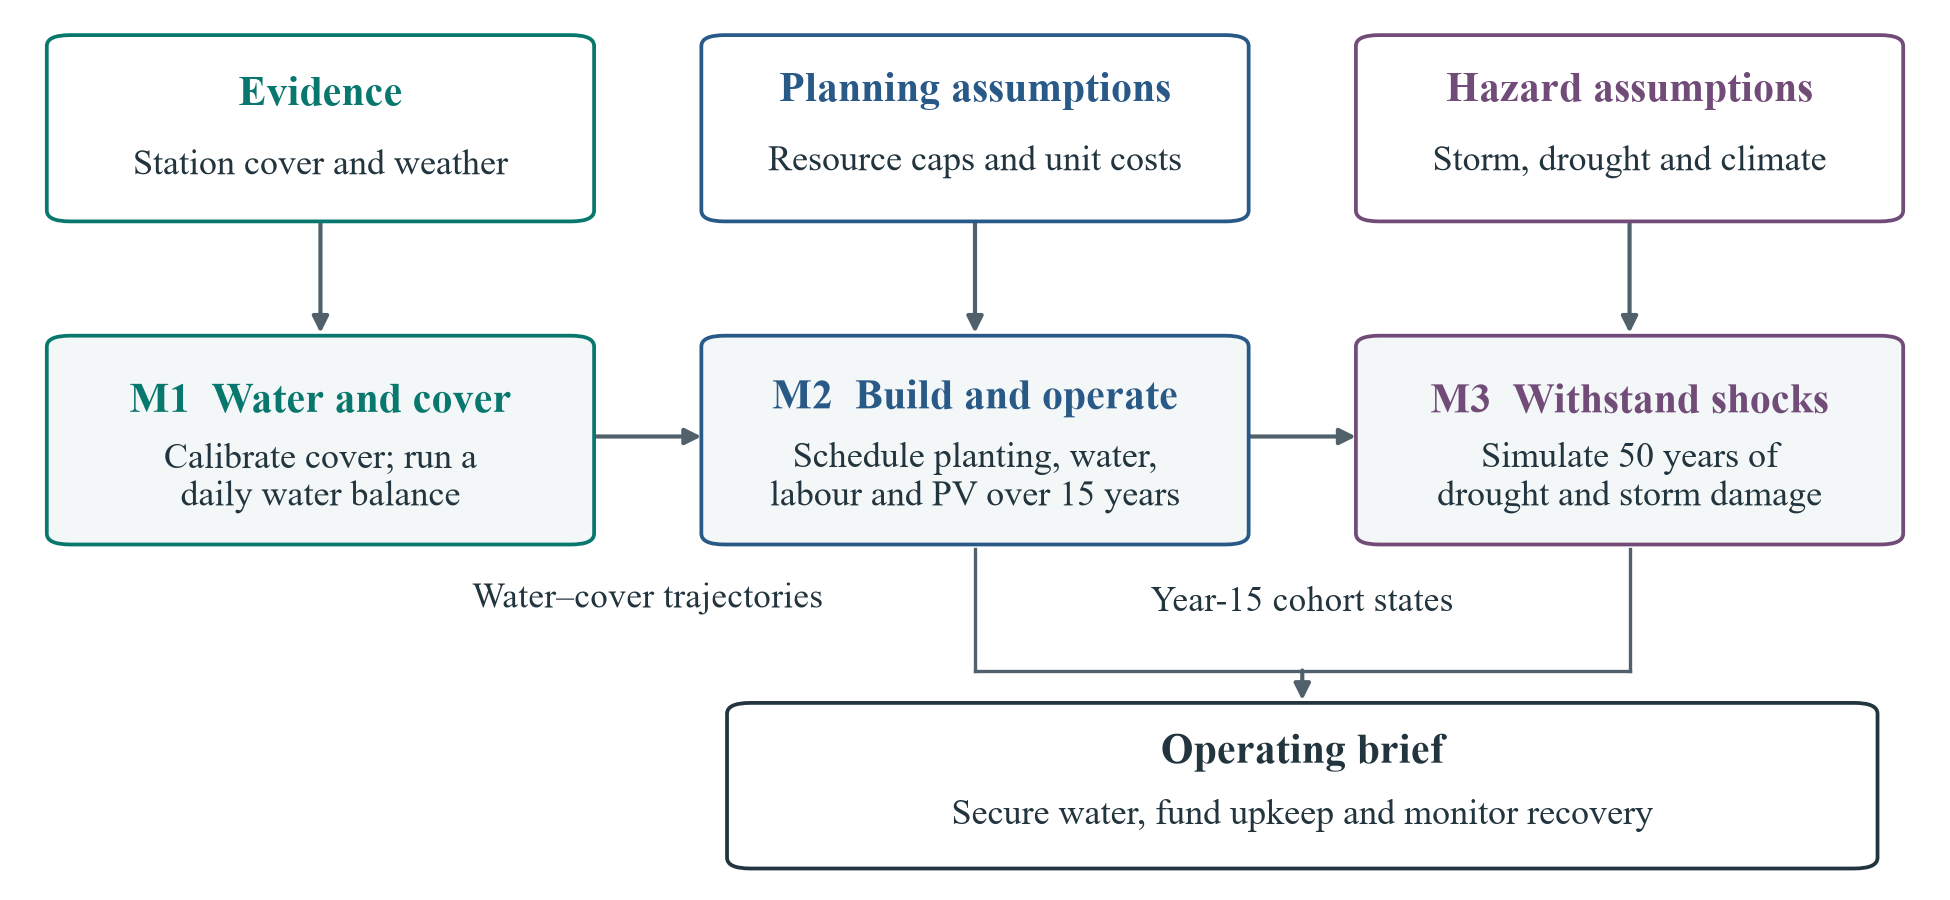 Evidence
Station cover and weather
Planning assumptions
Resource caps and unit costs
Hazard assumptions
Storm, drought and climate
M1 Water and cover
Calibrate cover; run a
daily water balance
M2 Build and operate
Schedule planting, water,
labour and PV over 15 years
M3 Withstand shocks
Simulate 50 years of
drought and storm damage
Water–cover trajectories
Year-15 cohort states
Operating brief
Secure water, fund upkeep and monitor recovery